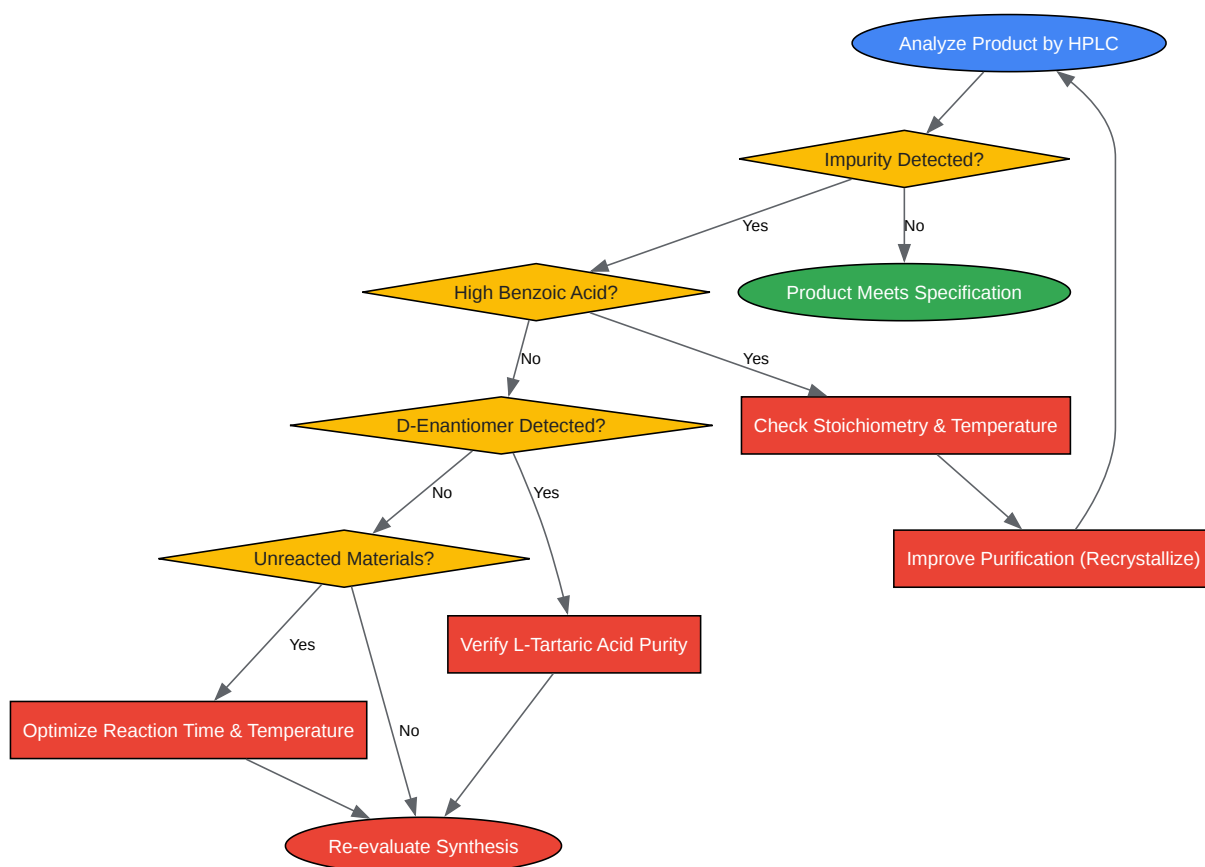 Analyze Product by HPLC
Impurity Detected?
Yes
No
High Benzoic Acid?
Product Meets Specification
No
Yes
D-Enantiomer Detected?
Check Stoichiometry & Temperature
No
Yes
Unreacted Materials?
Improve Purification (Recrystallize)
Yes
Verify L-Tartaric Acid Purity
Optimize Reaction Time & Temperature
No
Re-evaluate Synthesis